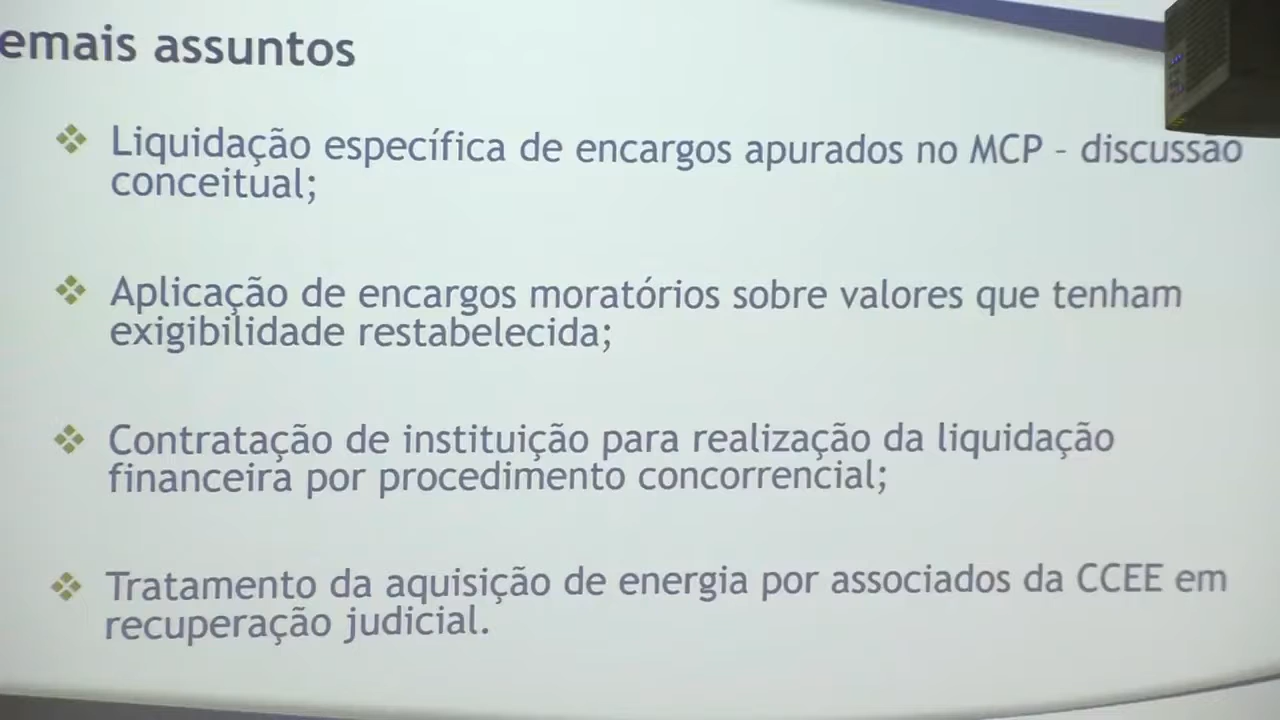 emais assuntos
Liquidação específica de encargos apurados no MCP - discussão
conceitual;
Aplicação de encargos moratórios sobre valores que tenham
exigibilidade restabelecida;
Contratação de instituição para realização da liquidação
financeira por procedimento concorrencial;
Tratamento da aquisição de energia por associados da CCEE em
recuperação judicial.